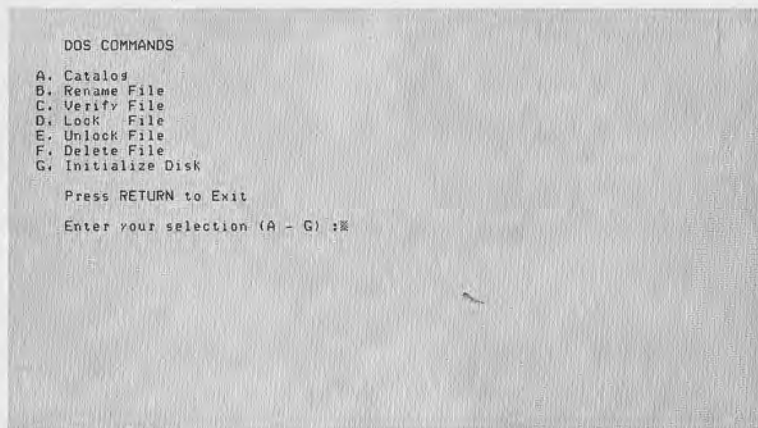 DOS COMMANDS
A. Catalog
B. Rename File
C. Verify File
D. Lock File
E. Unlock File
F. Delete File
G. Initialize Disk
Press RETURN to Exit
Enter your selection (A - G) :